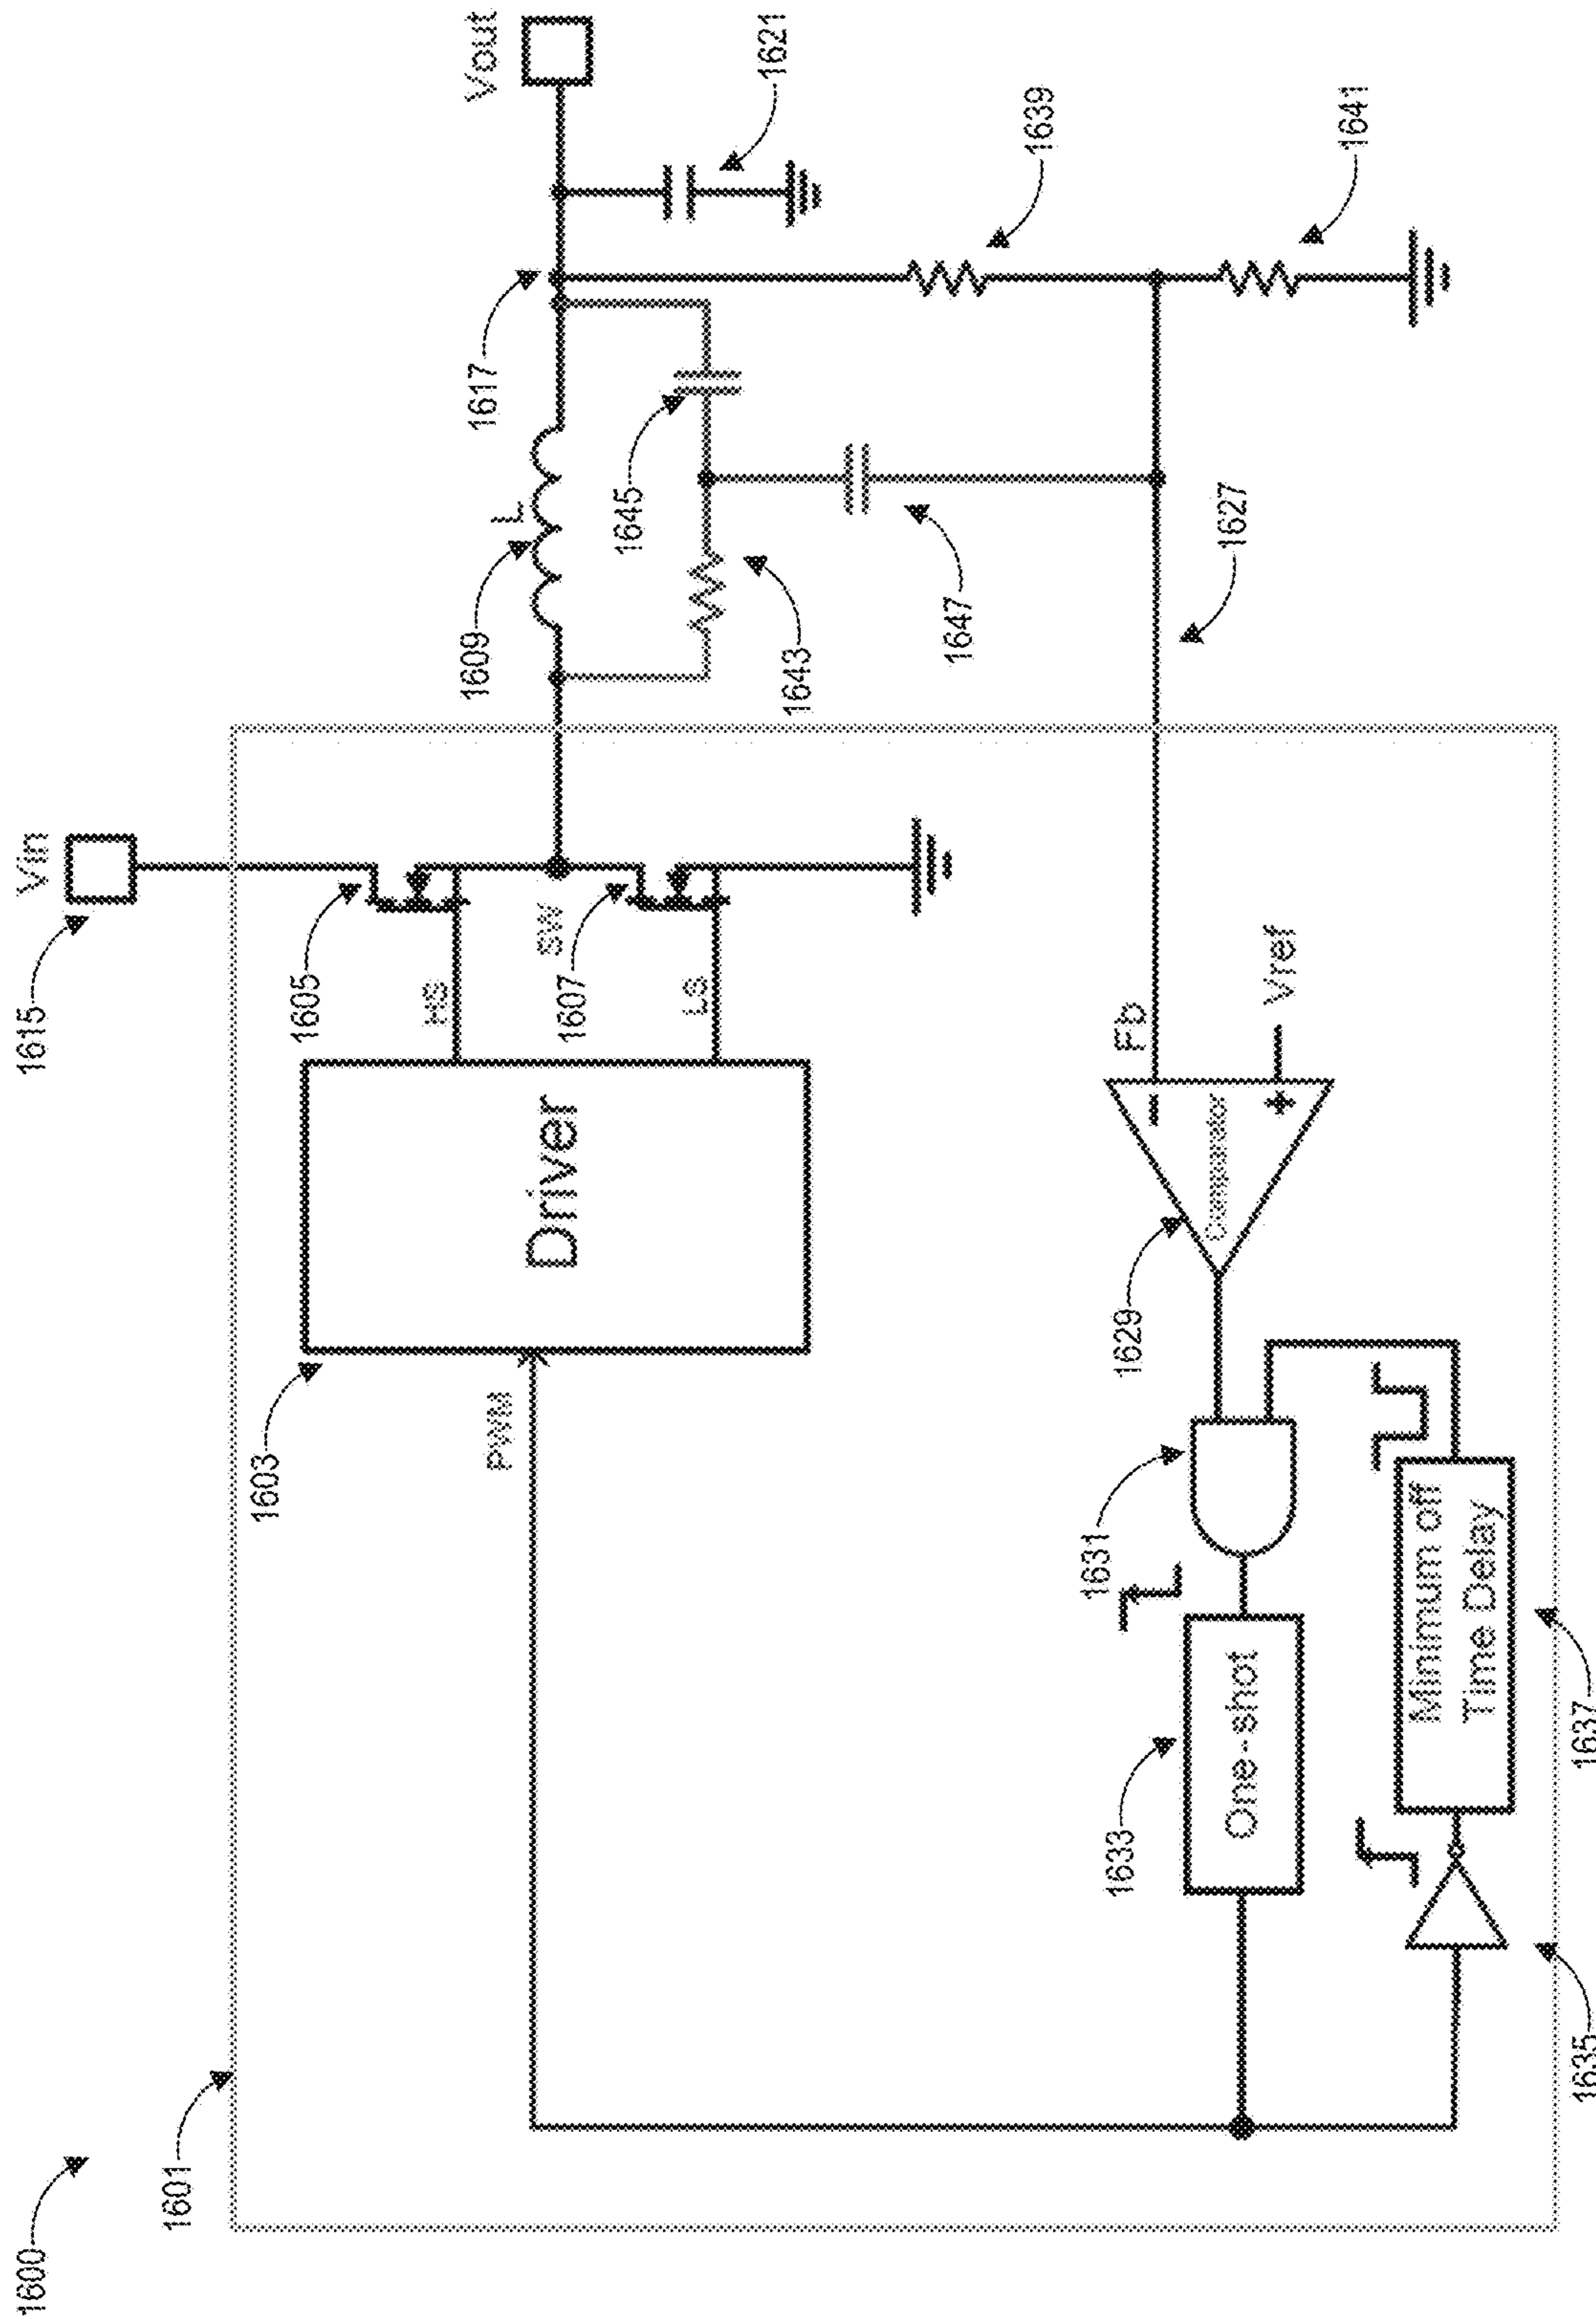 1600
1601
1615
Vin
1603
Driver
PWM
HS
LS
SW
1605
1607
1609
L
1617
Vout
1621
1643
1645
1647
1639
1641
1627
Fb
Vref
Comparator
1629
1631
1633
One-shot
1635
Minimum off
Time Delay
1637